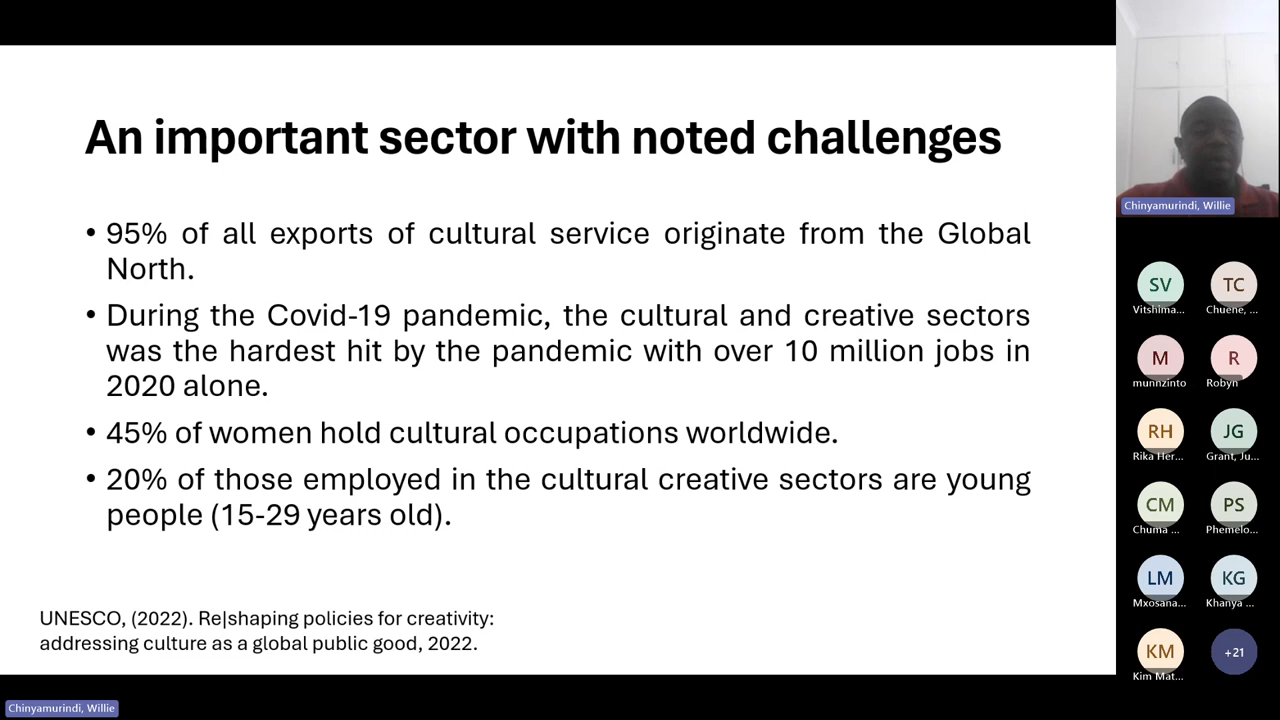 An important sector with noted challenges
• 95% of all exports of cultural service originate from the Global
North.
• During the Covid-19 pandemic, the cultural and creative sectors
was the hardest hit by the pandemic with over 10 million jobs in
2020 alone.
• 45% of women hold cultural occupations worldwide.
• 20% of those employed in the cultural creative sectors are young
people (15-29 years old).
UNESCO, (2022). Re|shaping policies for creativity:
addressing culture as a global public good, 2022.
Chinyamurindi, Willie
Chinyamurindi, Willie
SV
Vitshima...
TC
Chuene, ...
M
munnzinto
R
Robyn
RH
Rika Her...
JG
Grant, Ju...
CM
Chuma ...
PS
Phemelo...
LM
Mxosana...
KG
Khanya ...
KM
Kim Mat...
+21